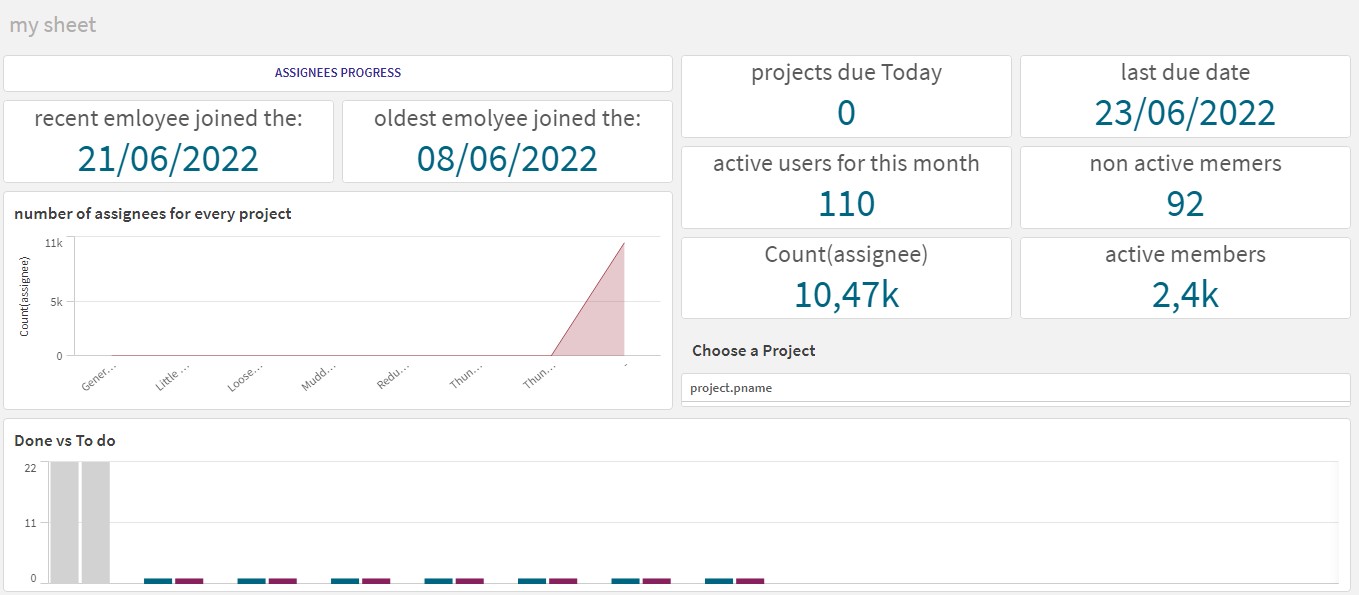 my sheet
ASSIGNEES PROGRESS
recent emloyee joined the:
21/06/2022
oldest emolyee joined the:
08/06/2022
projects due Today
0
last due date
23/06/2022
active users for this month
110
non active memers
92
Count(assignee)
10,47k
active members
2,4k
number of assignees for every project
Count(assignee)
11k
5k
0
Gener...
Little ...
Loose...
Mudd...
Redu...
Thun...
Thun...
-
Choose a Project
project.pname
Done vs To do
22
11
0